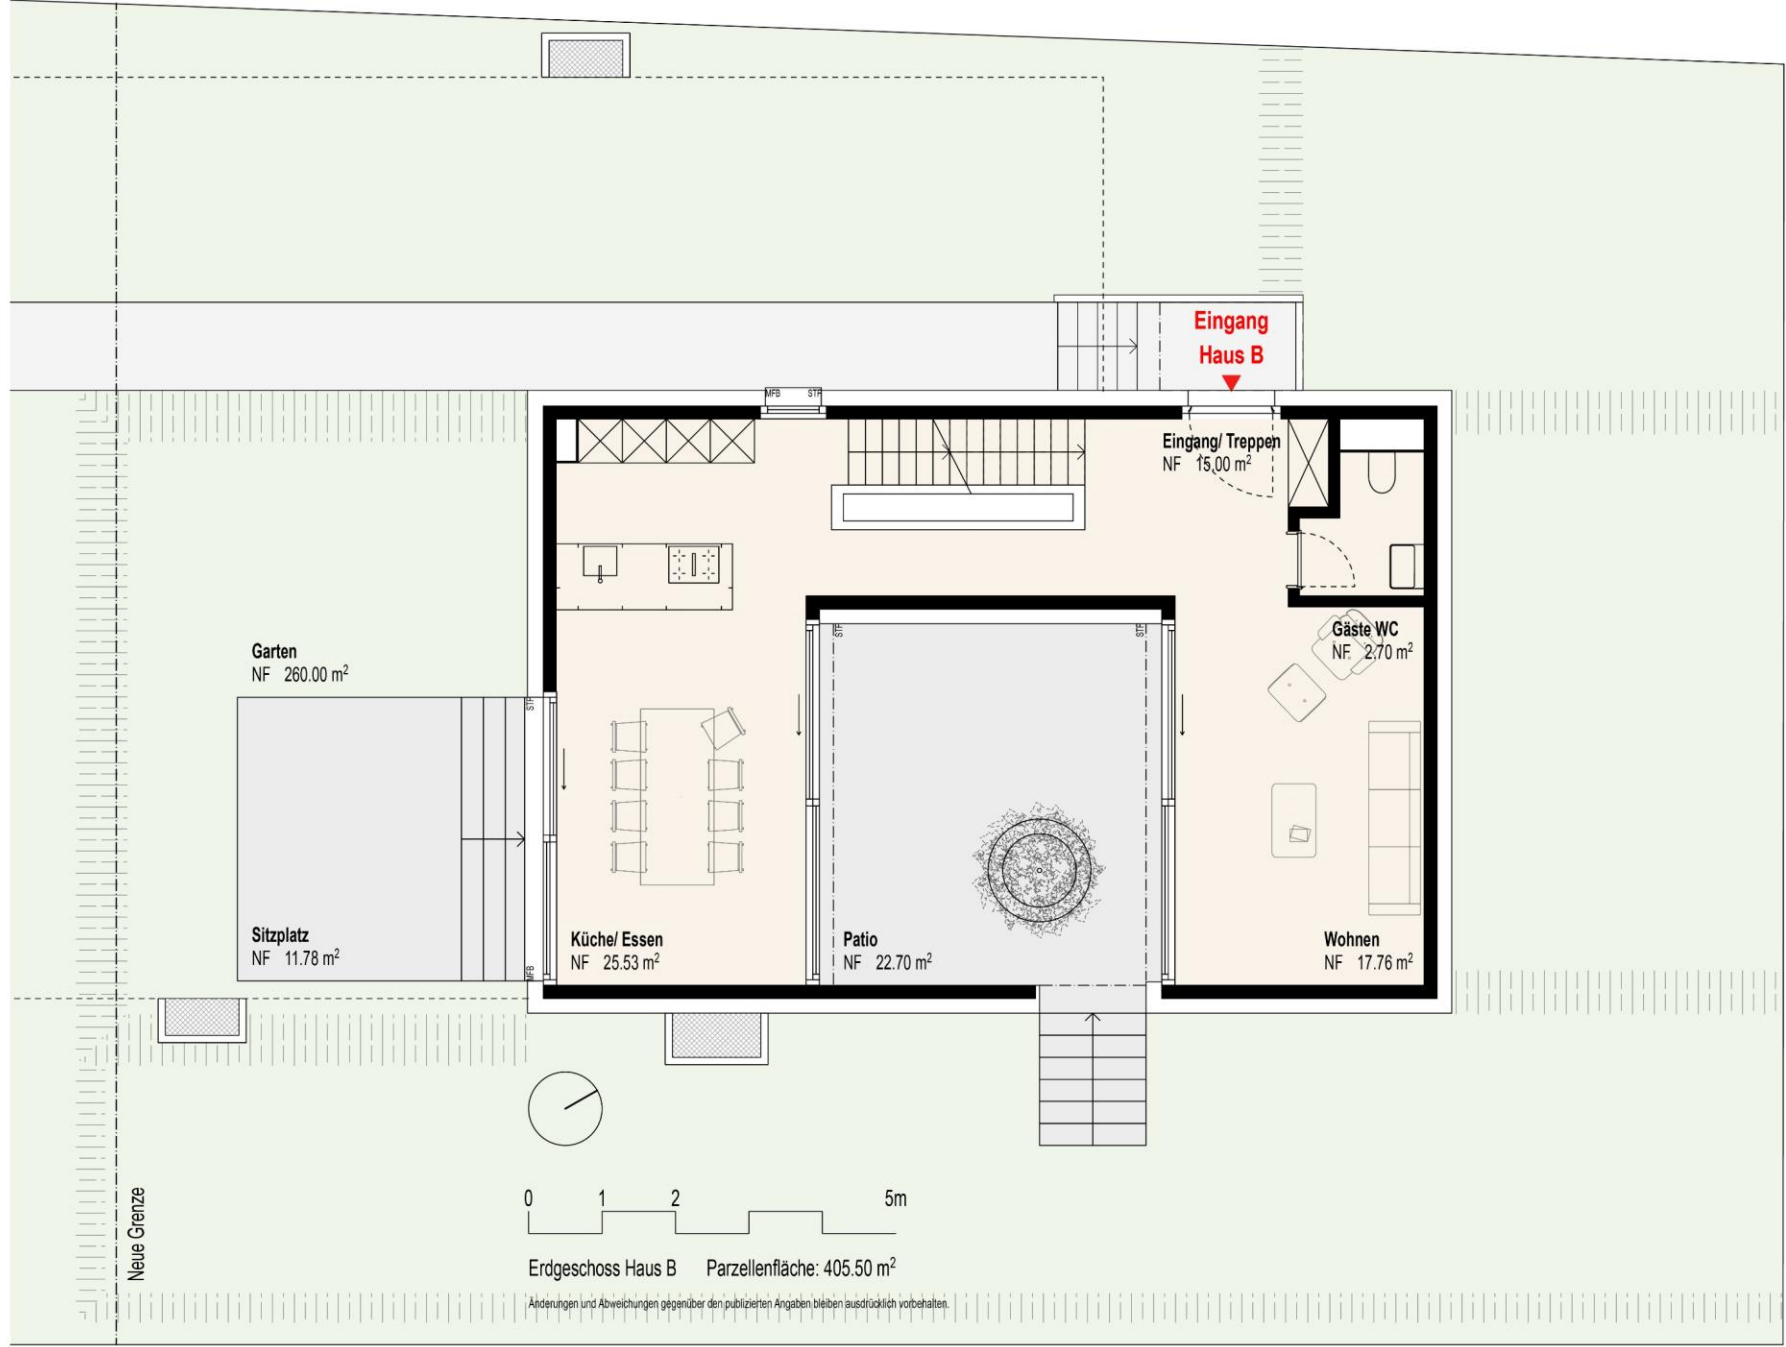 Eingang
Haus B
MFB STF
Eingang/ Treppen
NF 15.00 m²
STF STF
Gäste WC
NF 2.70 m²
Garten
NF 260.00 m²
STF
Sitzplatz
NF 11.78 m²
MFB
Küche/ Essen
NF 25.53 m²
Patio
NF 22.70 m²
Wohnen
NF 17.76 m²
Neue Grenze
0 1 2 5m
Erdgeschoss Haus B Parzellenfläche: 405.50 m²
Änderungen und Abweichungen gegenüber den publizierten Angaben bleiben ausdrücklich vorbehalten.